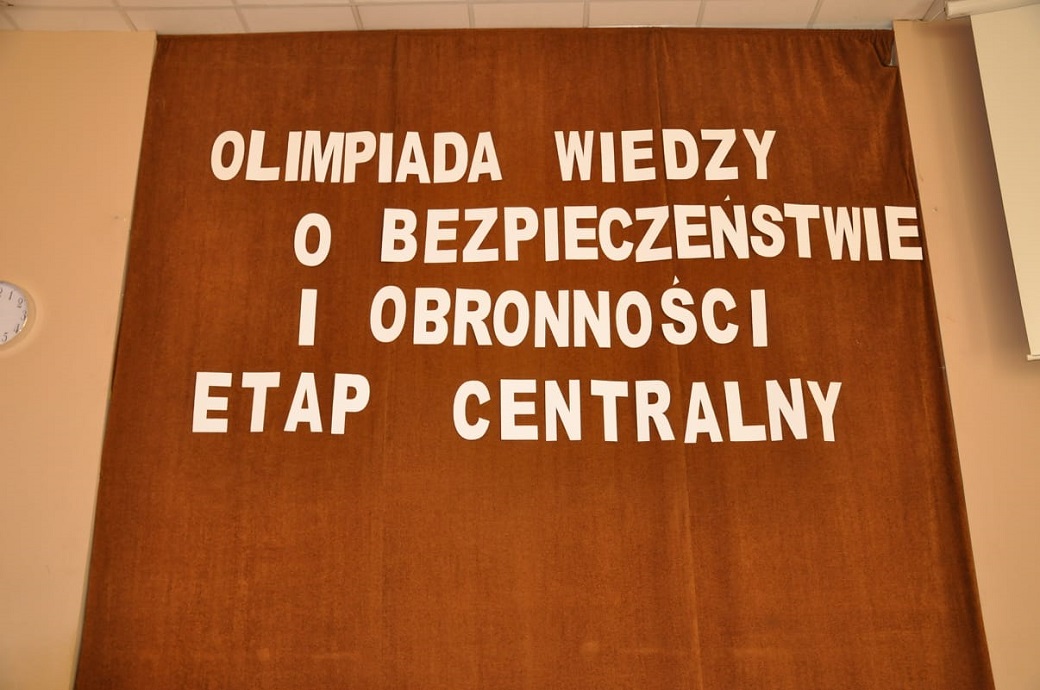 OLIMPIADA WIEDZY
O BEZPIECZEŃSTWIE
I OBRONNOŚCI
ETAP CENTRALNY